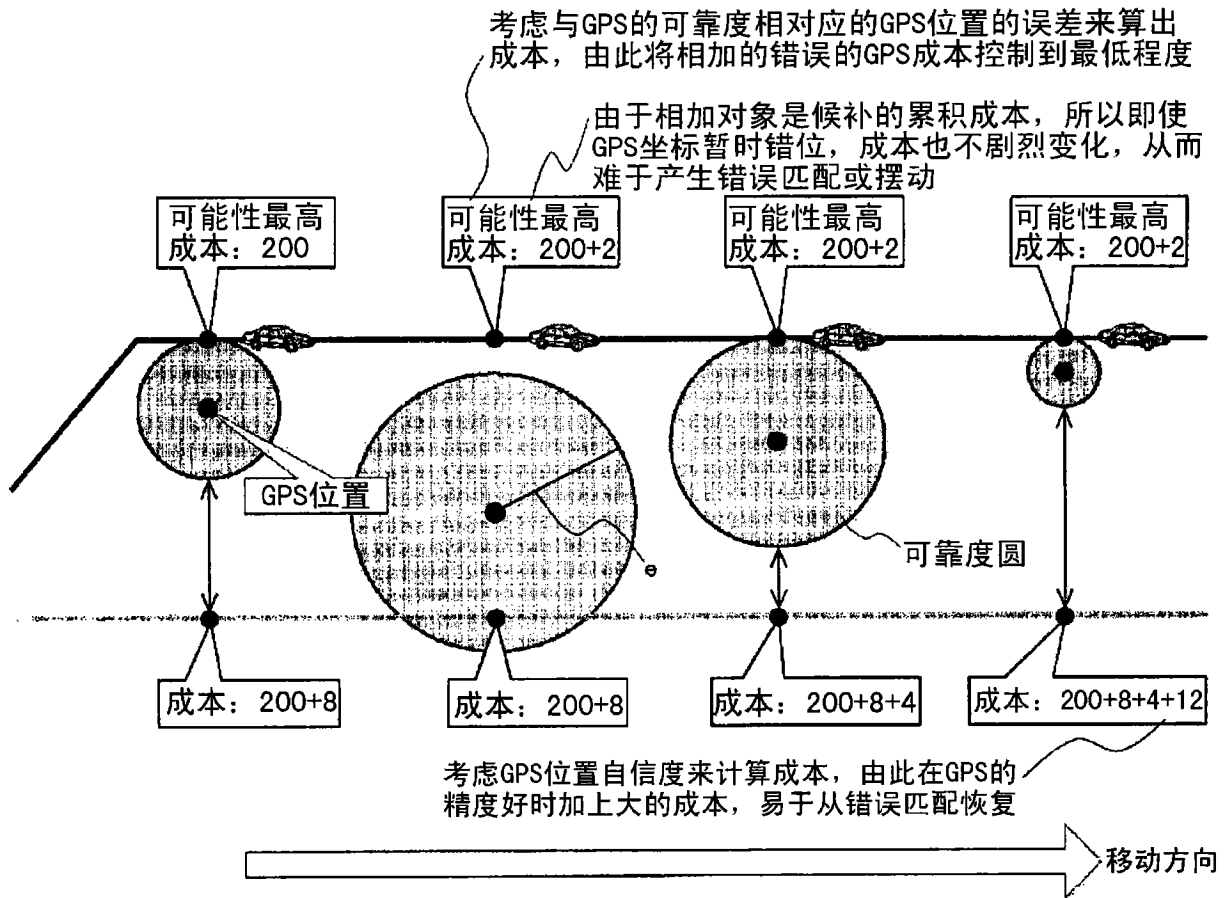 考虑与GPS的可靠度相对应的GPS位置的误差来算出
成本，由此将相加的错误的GPS成本控制到最低程度
由于相加对象是候补的累积成本，所以即使
GPS坐标暂时错位，成本也不剧烈变化，从而
难于产生错误匹配或摆动
可能性最高
成本：200
可能性最高
成本：200+2
可能性最高
成本：200+2
可能性最高
成本：200+2
GPS位置
e
可靠度圆
成本：200+8
成本：200+8
成本：200+8+4
成本：200+8+4+12
考虑GPS位置自信度来计算成本，由此在GPS的
精度好时加上大的成本，易于从错误匹配恢复
移动方向